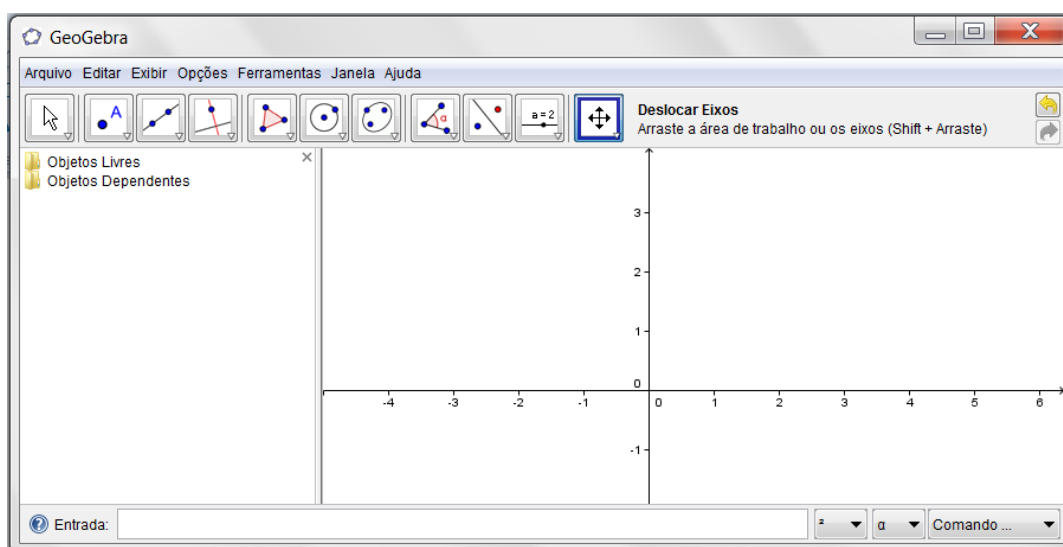 GeoGebra
X
Arquivo Editar Exibir Opções Ferramentas Janela Ajuda
A
α
a=2
Deslocar Eixos
Arraste a área de trabalho ou os eixos (Shift + Arraste)
Objetos Livres
Objetos Dependentes
3
2
1
0
-4 -3 -2 -1 0 1 2 3 4 5 6
-1
Entrada: ² α Comando ...